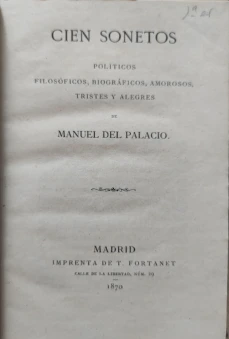 CIEN SONETOS
POLÍTICOS
FILOSÓFICOS, BIOGRÁFICOS, AMOROSOS,
TRISTES Y ALEGRES
DE
MANUEL DEL PALACIO.
MADRID
IMPRENTA DE T. FORTANET
CALLE DE LA LIBERTAD, NÚM. 29
1870